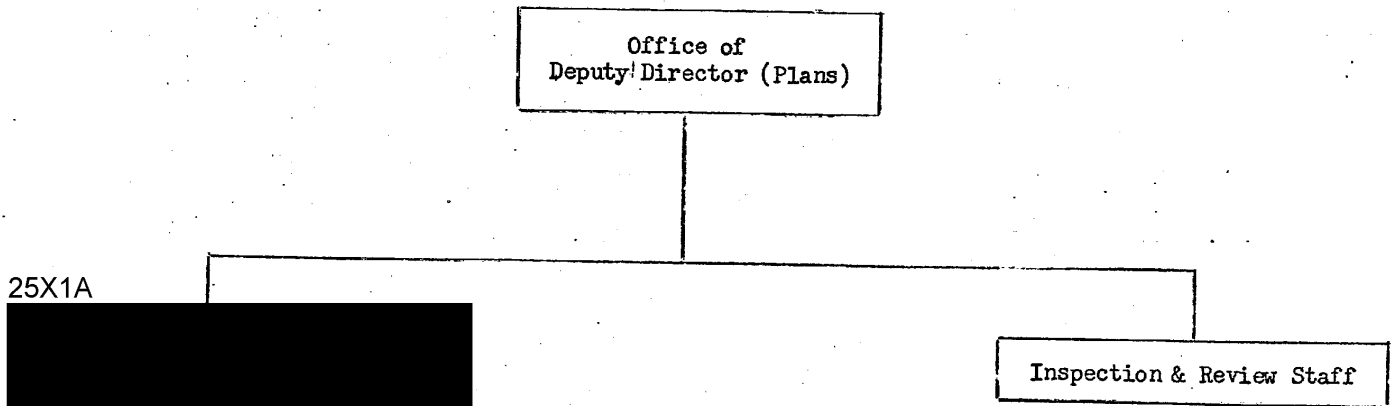 Office of
Deputy Director (Plans)
25X1A
Inspection & Review Staff